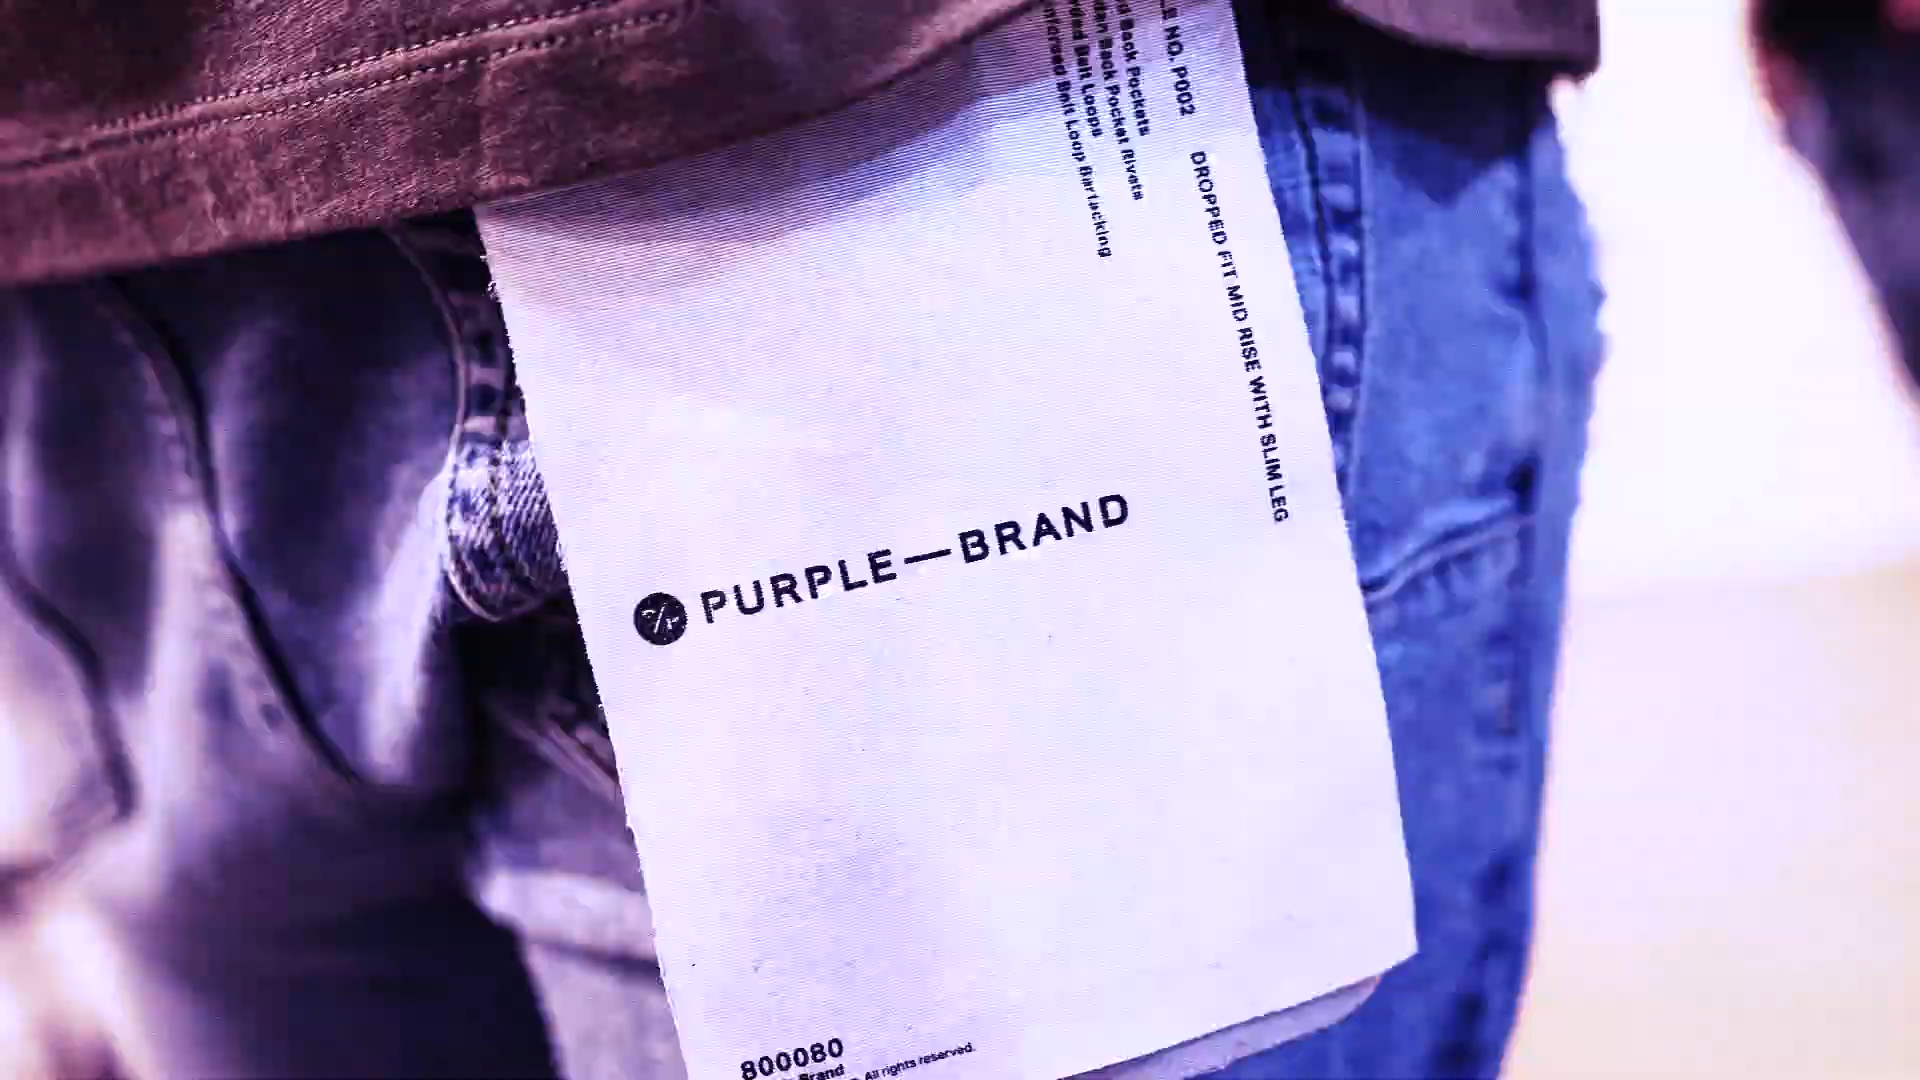 NO. P002
DROPPED FIT MID RISE WITH SLIM LEG
Back Pockets
Back Pocket Rivets
Belt Loops
Belt Loop Bartacking
PURPLE—BRAND
800080
Brand
All rights reserved.